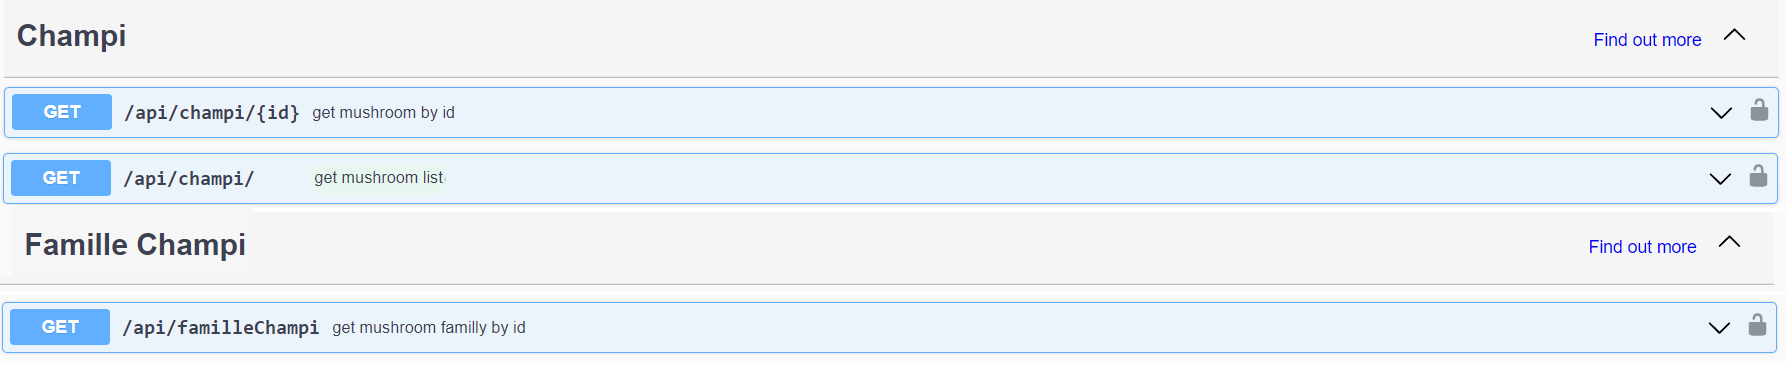 Champi
Find out more
GET /api/champi/{id} get mushroom by id
GET /api/champi/ get mushroom list
Famille Champi
Find out more
GET /api/familleChampi get mushroom familly by id